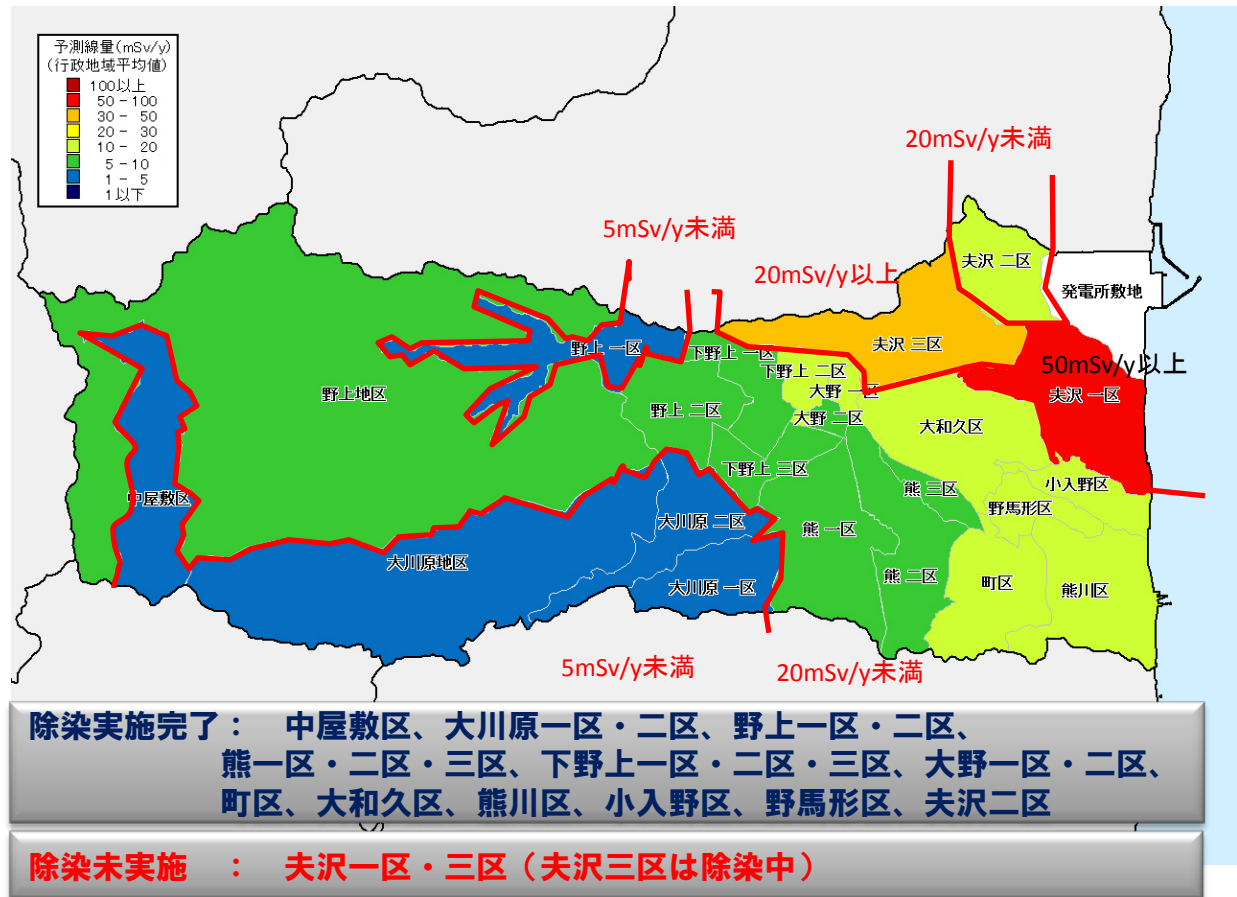 予測線量(mSv/y)
(行政地域平均値)
100以上
50-100
30-50
20-30
10-20
5-10
1-5
1以下
20mSv/y未満
5mSv/y未満
20mSv/y以上
夫沢 二区
発電所敷地
夫沢 三区
野上 一区
下野上 一区
50mSv/y以上
下野上 二区
大野 一区
夫沢 一区
野上地区
野上 二区
大野 二区
大和久区
下野上 三区
小入野区
中屋敷区
熊 三区
野馬形区
大川原 二区
熊 一区
大川原地区
大川原 一区
熊 二区
町区
熊川区
5mSv/y未満
20mSv/y未満
除染実施完了: 中屋敷区、大川原一区・二区、野上一区・二区、
熊一区・二区・三区、下野上一区・二区・三区、大野一区・二区、
町区、大和久区、熊川区、小入野区、野馬形区、夫沢二区
除染未実施 : 夫沢一区・三区(夫沢三区は除染中)